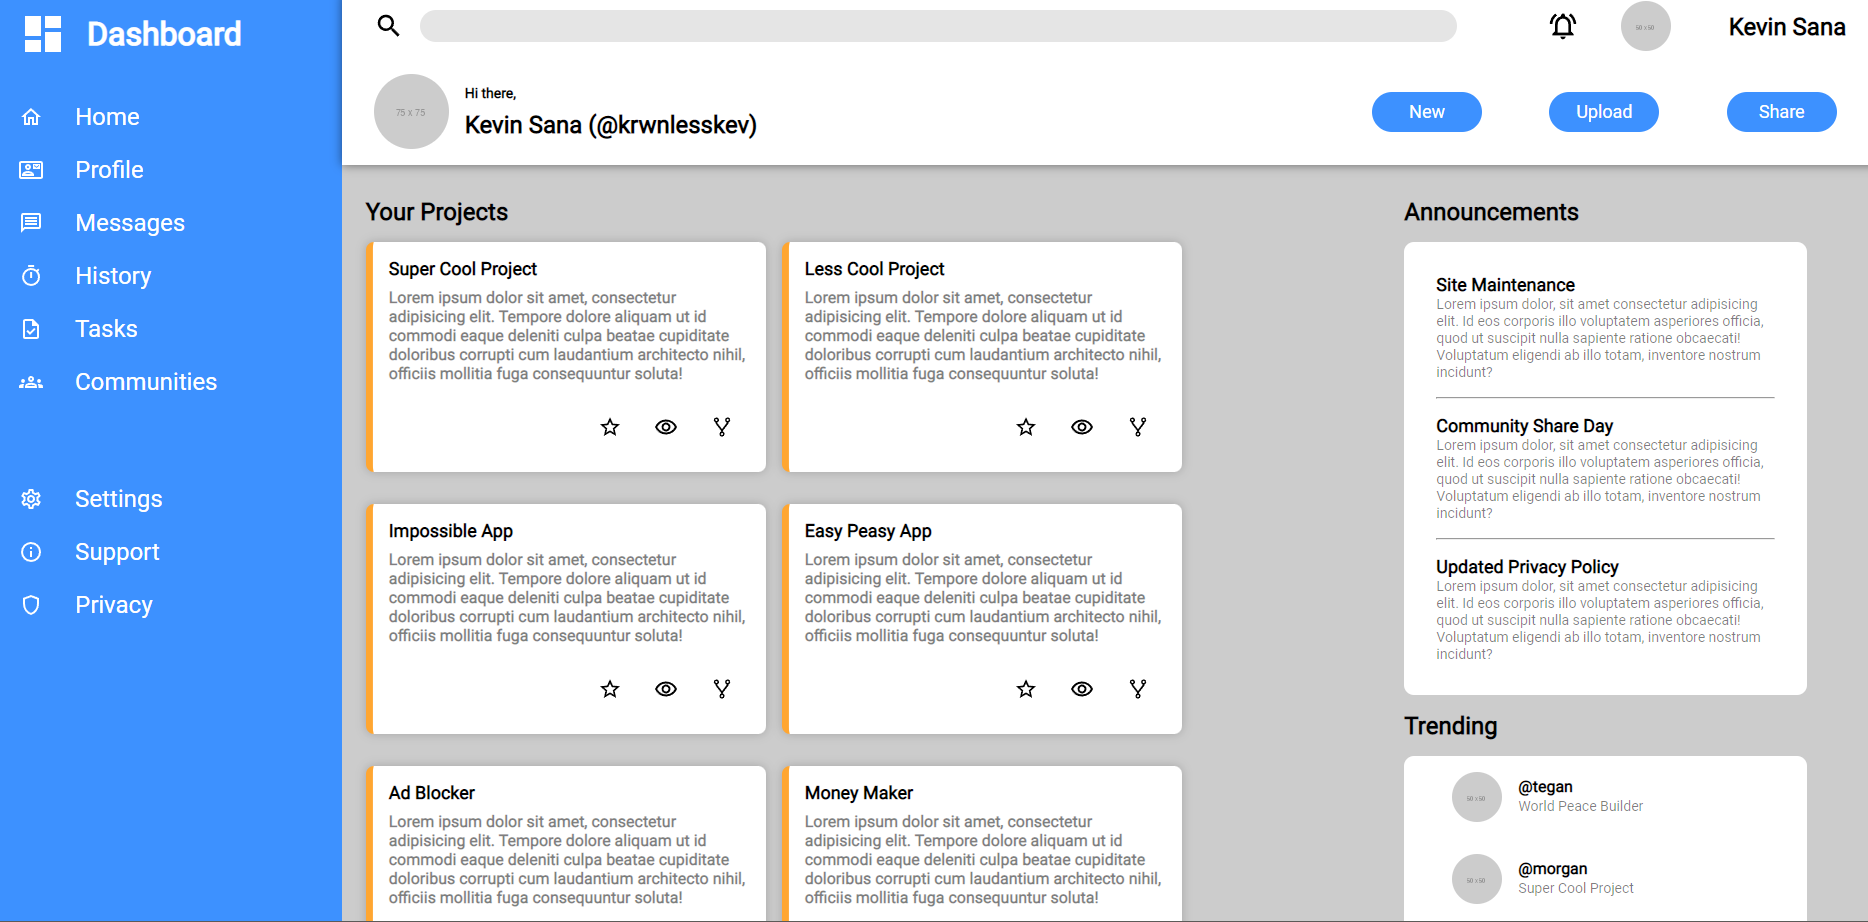 Dashboard
Home
Profile
Messages
History
Tasks
Communities
Settings
Support
Privacy
50 x 50
Kevin Sana
75 x 75
Hi there,
Kevin Sana (@krwnlesskev)
New
Upload
Share
Your Projects
Super Cool Project
Lorem ipsum dolor sit amet, consectetur
adipisicing elit. Tempore dolore aliquam ut id
commodi eaque deleniti culpa beatae cupiditate
doloribus corrupti cum laudantium architecto nihil,
officiis mollitia fuga consequuntur soluta!
Less Cool Project
Lorem ipsum dolor sit amet, consectetur
adipisicing elit. Tempore dolore aliquam ut id
commodi eaque deleniti culpa beatae cupiditate
doloribus corrupti cum laudantium architecto nihil,
officiis mollitia fuga consequuntur soluta!
Impossible App
Lorem ipsum dolor sit amet, consectetur
adipisicing elit. Tempore dolore aliquam ut id
commodi eaque deleniti culpa beatae cupiditate
doloribus corrupti cum laudantium architecto nihil,
officiis mollitia fuga consequuntur soluta!
Easy Peasy App
Lorem ipsum dolor sit amet, consectetur
adipisicing elit. Tempore dolore aliquam ut id
commodi eaque deleniti culpa beatae cupiditate
doloribus corrupti cum laudantium architecto nihil,
officiis mollitia fuga consequuntur soluta!
Ad Blocker
Lorem ipsum dolor sit amet, consectetur
adipisicing elit. Tempore dolore aliquam ut id
commodi eaque deleniti culpa beatae cupiditate
doloribus corrupti cum laudantium architecto nihil,
officiis mollitia fuga consequuntur soluta!
Money Maker
Lorem ipsum dolor sit amet, consectetur
adipisicing elit. Tempore dolore aliquam ut id
commodi eaque deleniti culpa beatae cupiditate
doloribus corrupti cum laudantium architecto nihil,
officiis mollitia fuga consequuntur soluta!
Announcements
Site Maintenance
Lorem ipsum dolor, sit amet consectetur adipisicing
elit. Id eos corporis illo voluptatem asperiores officia,
quod ut suscipit nulla sapiente ratione obcaecati!
Voluptatum eligendi ab illo totam, inventore nostrum
incidunt?
Community Share Day
Lorem ipsum dolor, sit amet consectetur adipisicing
elit. Id eos corporis illo voluptatem asperiores officia,
quod ut suscipit nulla sapiente ratione obcaecati!
Voluptatum eligendi ab illo totam, inventore nostrum
incidunt?
Updated Privacy Policy
Lorem ipsum dolor, sit amet consectetur adipisicing
elit. Id eos corporis illo voluptatem asperiores officia,
quod ut suscipit nulla sapiente ratione obcaecati!
Voluptatum eligendi ab illo totam, inventore nostrum
incidunt?
Trending
50 x 50
@tegan
World Peace Builder
50 x 50
@morgan
Super Cool Project